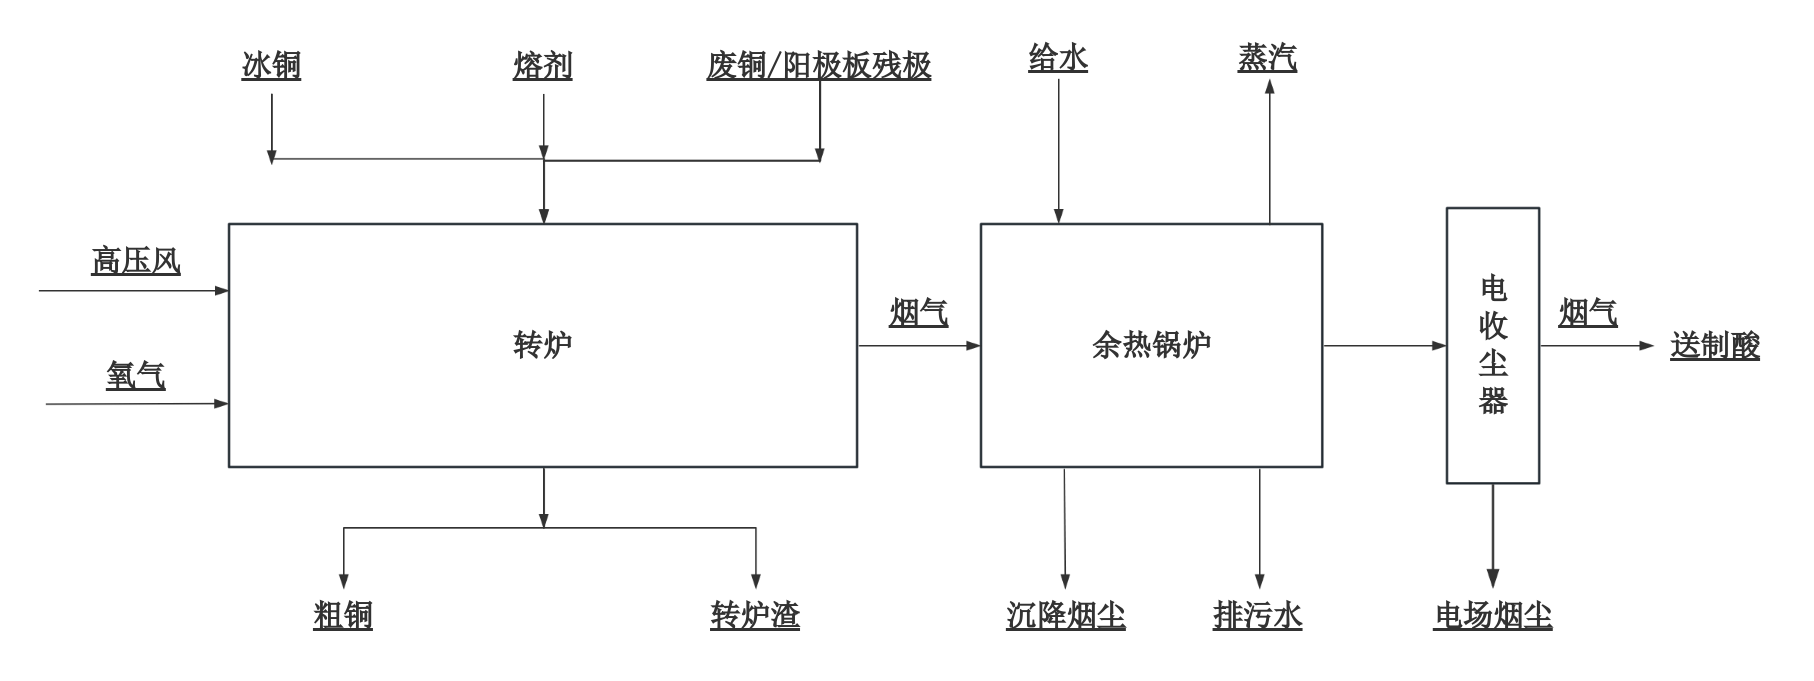 冰铜
熔剂
废铜/阳极板残极
给水
蒸汽
高压风
氧气
转炉
烟气
余热锅炉
电收尘器
烟气
送制酸
粗铜
转炉渣
沉降烟尘
排污水
电场烟尘